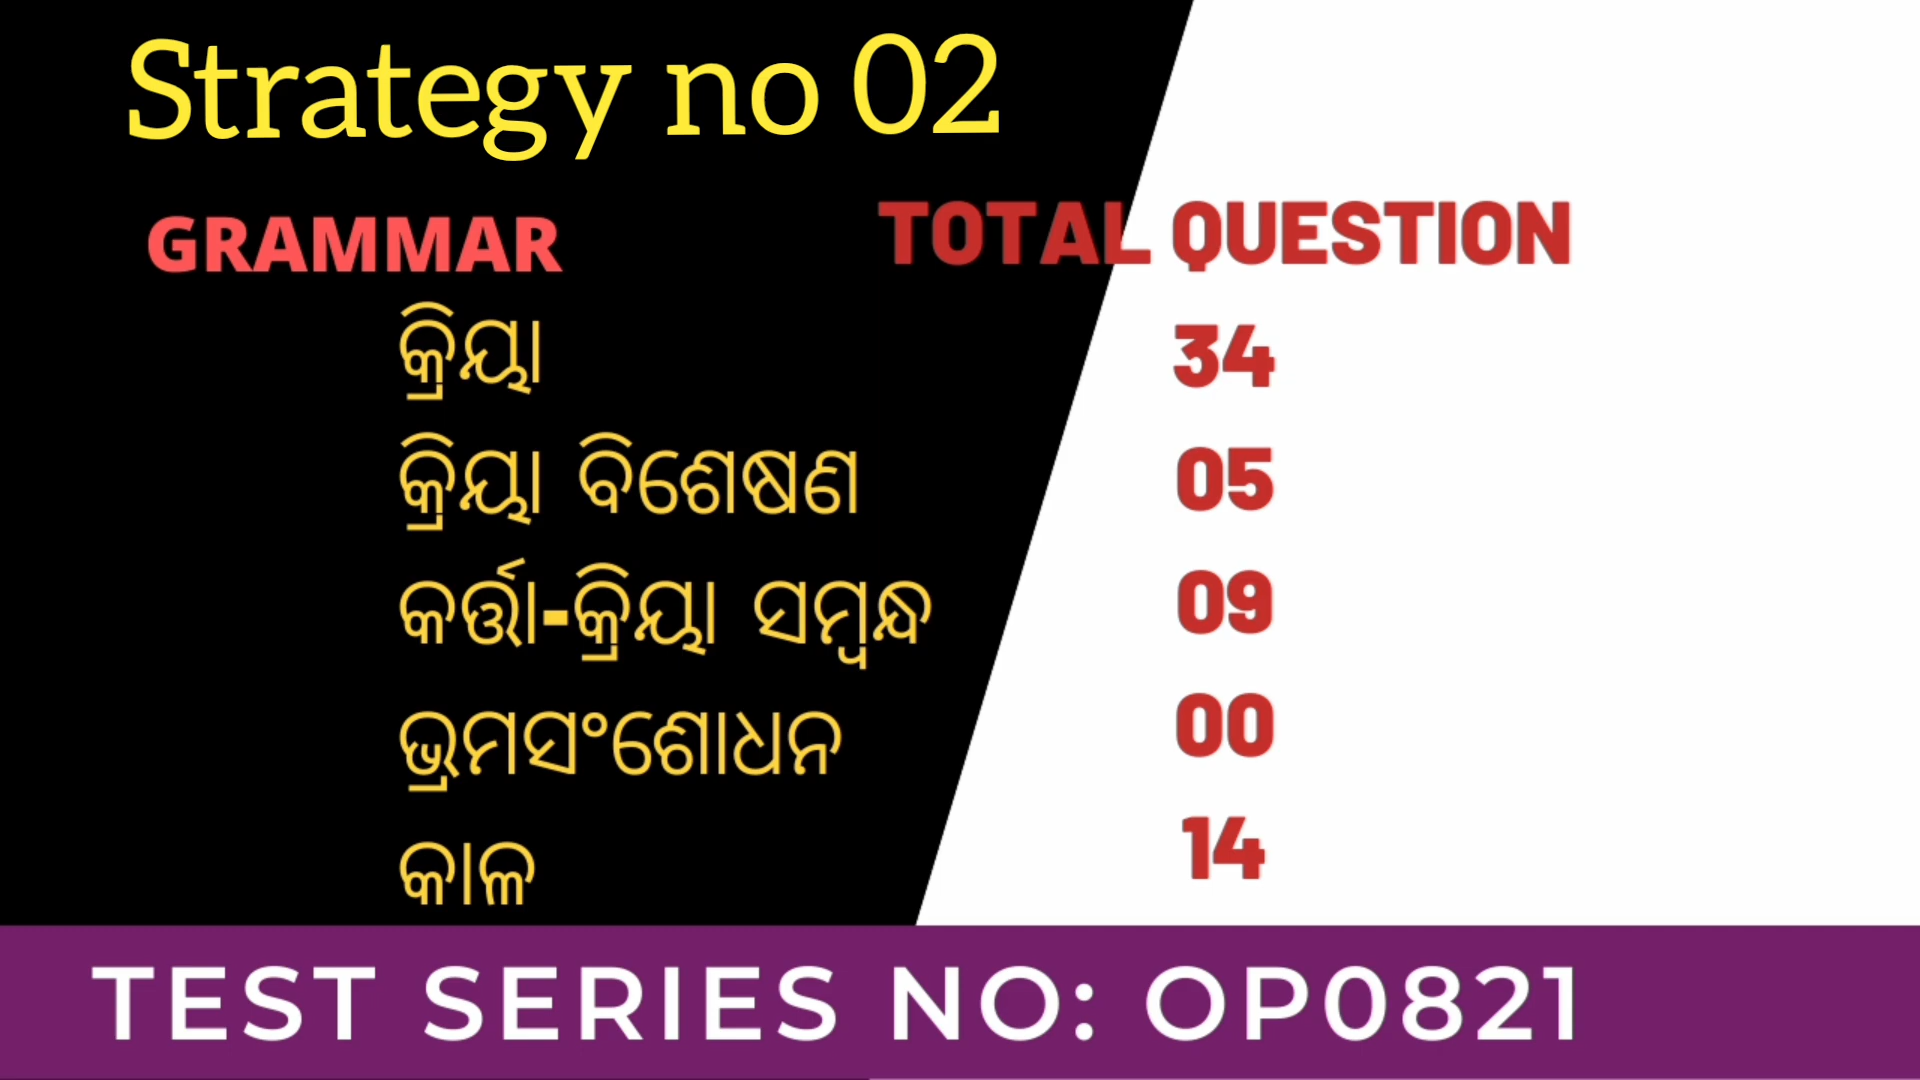 Strategy no 02
GRAMMAR TOTAL QUESTION
କ୍ରିୟା 34
କ୍ରିୟା ବିଶେଷଣ 05
କର୍ତ୍ତା-କ୍ରିୟା ସମ୍ବନ୍ଧ 09
ଭ୍ରମସଂଶୋଧନ 00
କାଳ 14
TEST SERIES NO: OP0821